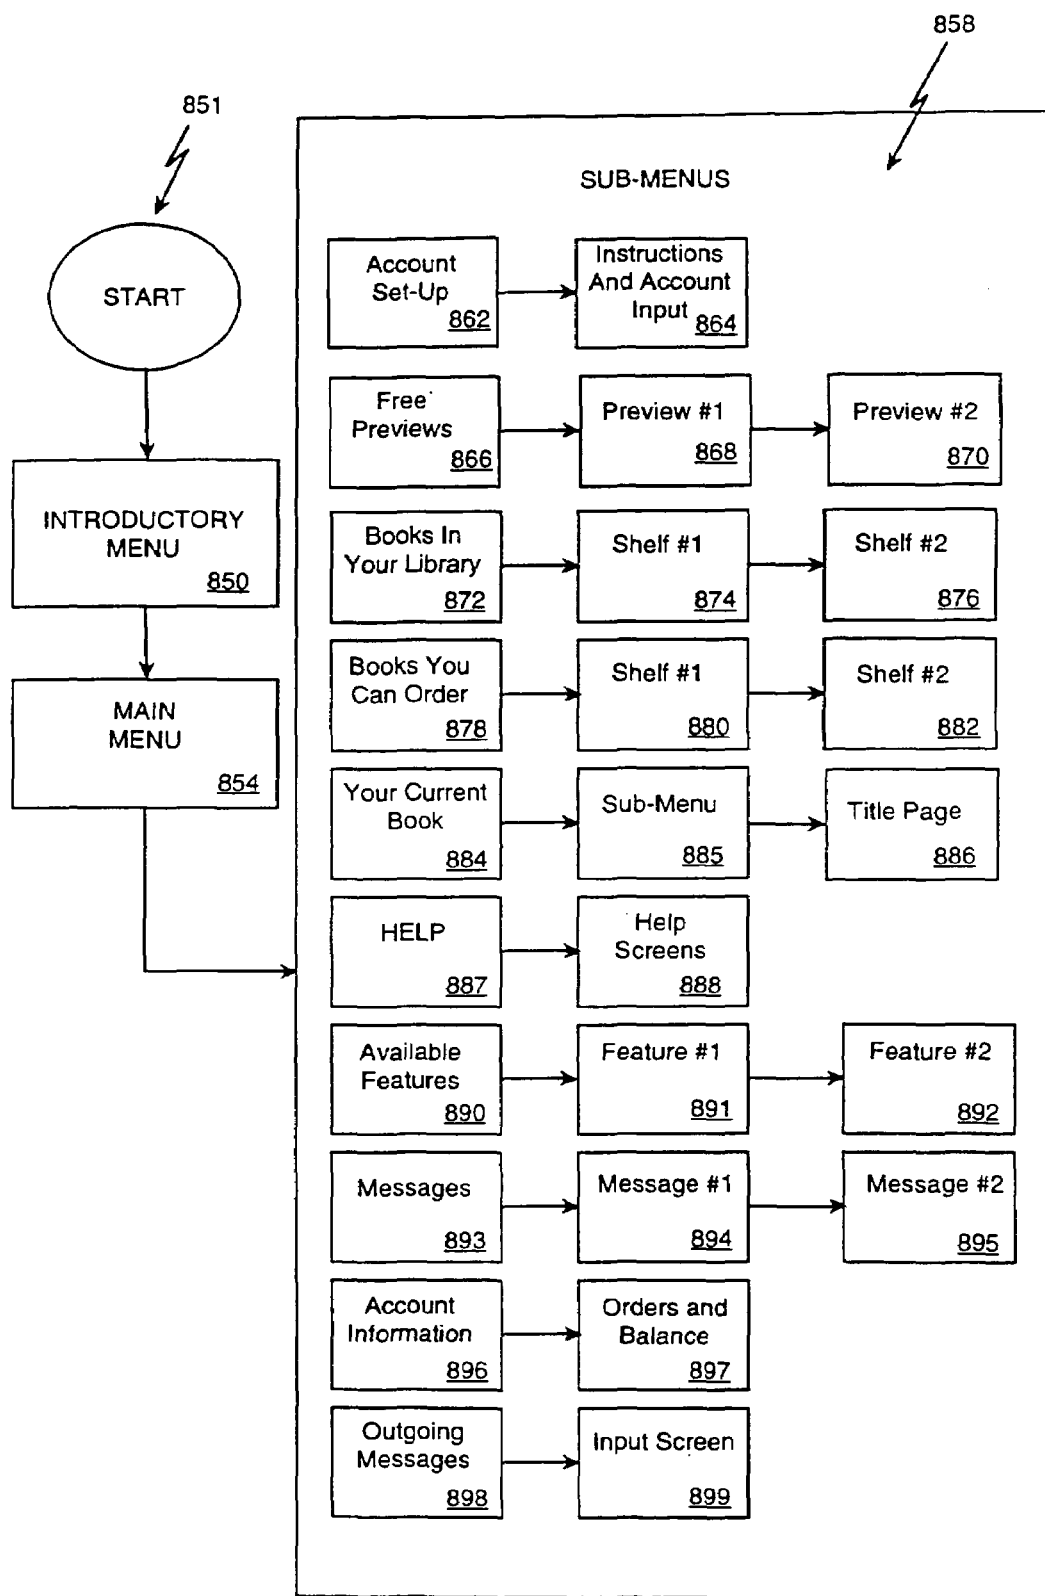 858
851
SUB-MENUS
START
INTRODUCTORY
MENU
850
MAIN
MENU
854
Account
Set-Up
862
Instructions
And Account
Input
864
Free
Previews
866
Preview #1
868
Preview #2
870
Books In
Your Library
872
Shelf #1
874
Shelf #2
876
Books You
Can Order
878
Shelf #1
880
Shelf #2
882
Your Current
Book
884
Sub-Menu
885
Title Page
886
HELP
887
Help
Screens
888
Available
Features
890
Feature #1
891
Feature #2
892
Messages
893
Message #1
894
Message #2
895
Account
Information
896
Orders and
Balance
897
Outgoing
Messages
898
Input Screen
899